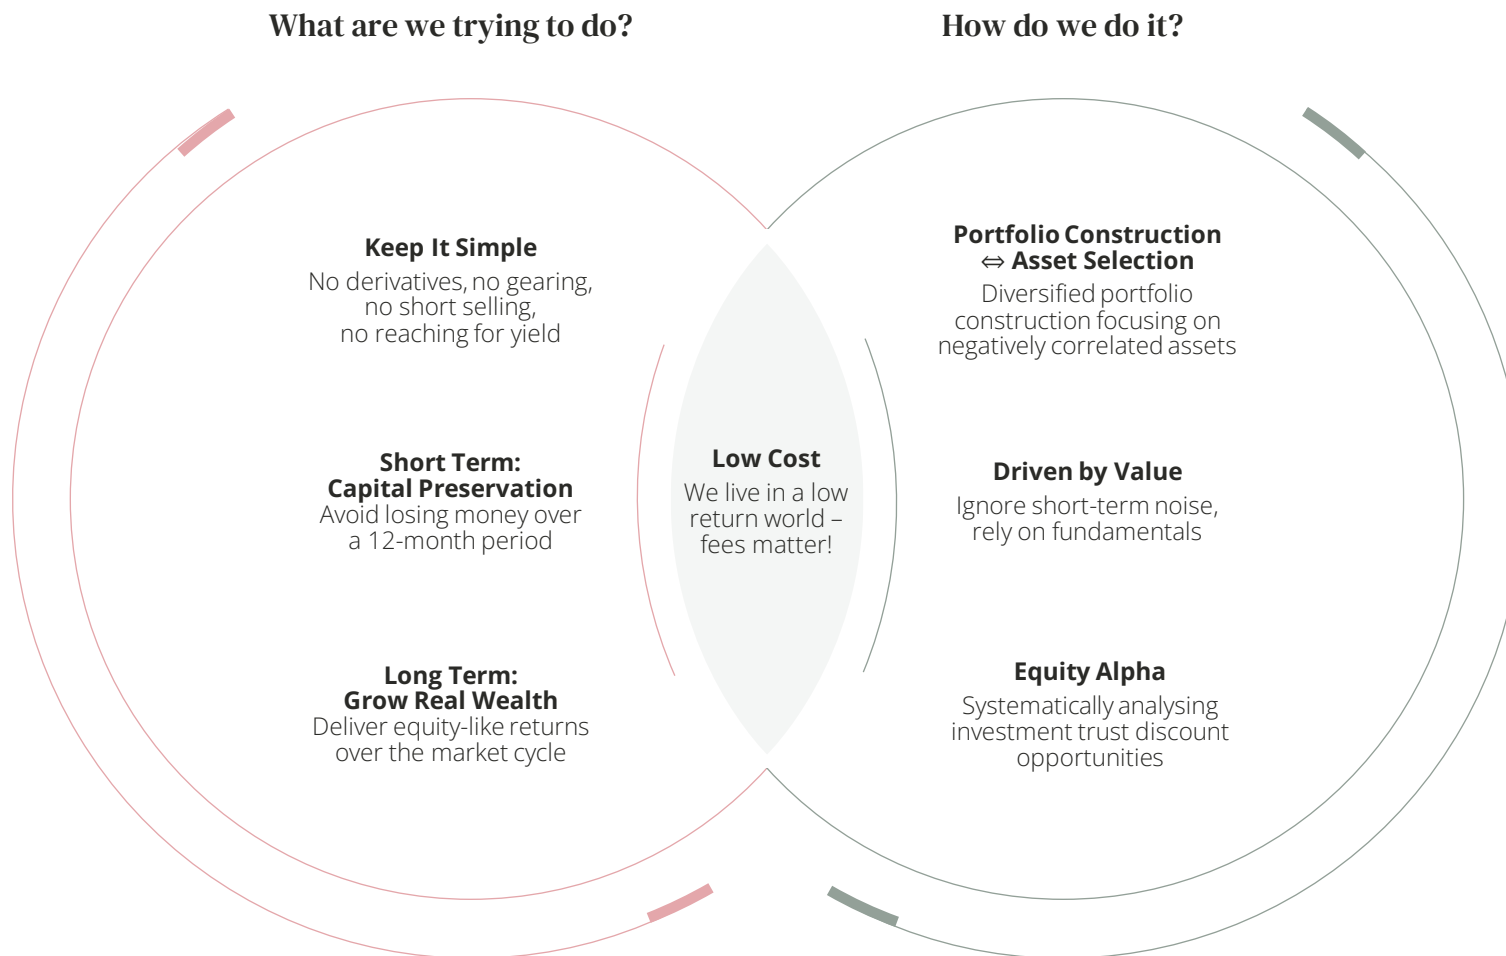 What are we trying to do?
How do we do it?
Keep It Simple
No derivatives, no gearing,
no short selling,
no reaching for yield
Short Term:
Capital Preservation
Avoid losing money over
a 12-month period
Long Term:
Grow Real Wealth
Deliver equity-like returns
over the market cycle
Low Cost
We live in a low
return world –
fees matter!
Portfolio Construction
⇔ Asset Selection
Diversified portfolio
construction focusing on
negatively correlated assets
Driven by Value
Ignore short-term noise,
rely on fundamentals
Equity Alpha
Systematically analysing
investment trust discount
opportunities